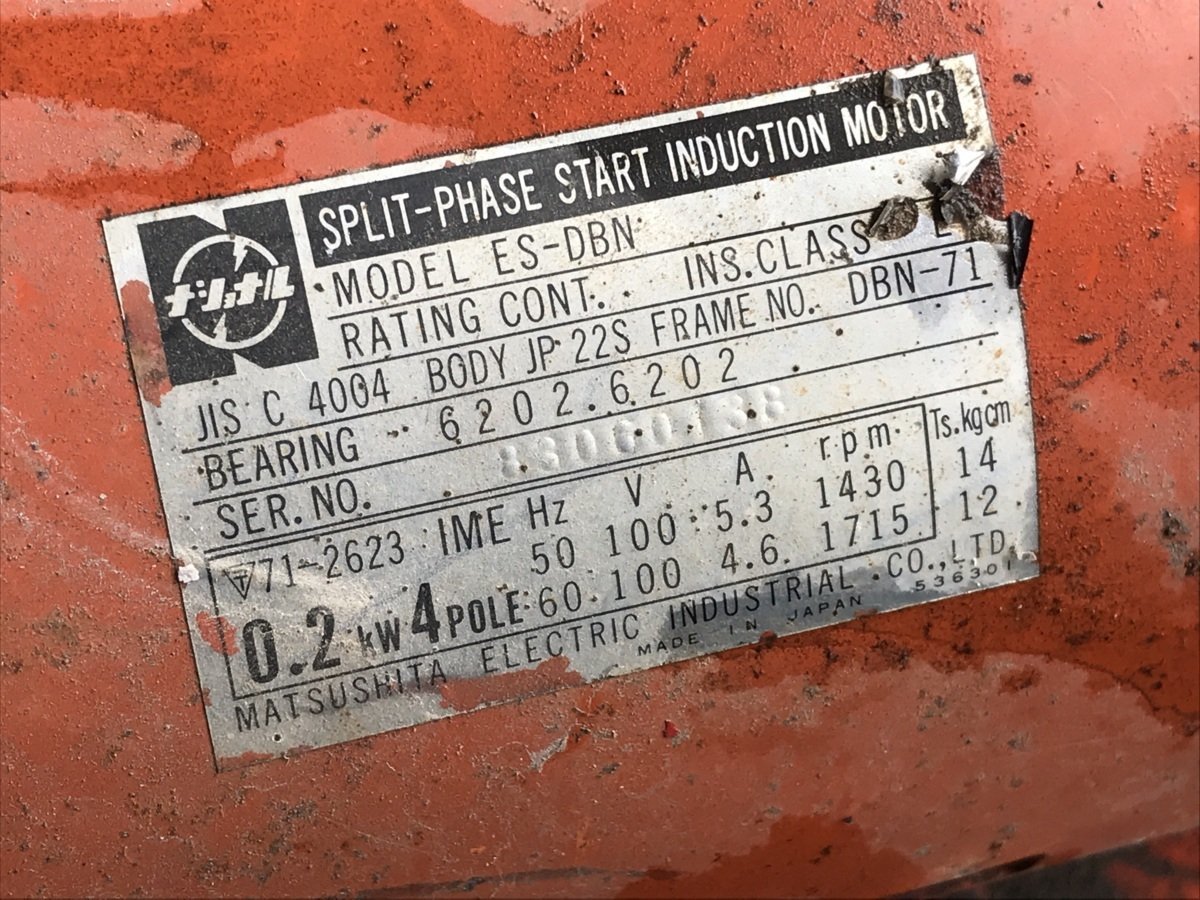 ナショナル
SPLIT-PHASE START INDUCTION MOTOR
MODEL ES-DBN
RATING CONT. INS.CLASS E
JIS C 4004 BODY JP 22S FRAME NO. DBN-71
BEARING 6202.6202
SER. NO.
▽71-2623 IME Hz V A rpm Ts.kgcm
50 100 5.3 1430 14
0.2 kW 4 POLE 60 100 4.6 1715 12
MATSUSHITA ELECTRIC INDUSTRIAL CO.,LTD.
MADE IN JAPAN 536301